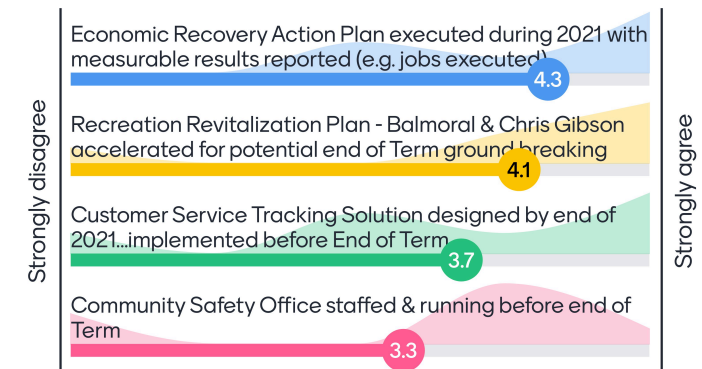 Economic Recovery Action Plan executed during 2021 with
measurable results reported (e.g. jobs executed)
4.3
Recreation Revitalization Plan - Balmoral & Chris Gibson
accelerated for potential end of Term ground breaking
4.1
Customer Service Tracking Solution designed by end of
2021...implemented before End of Term
3.7
Community Safety Office staffed & running before end of
Term
3.3
Strongly disagree
Strongly agree